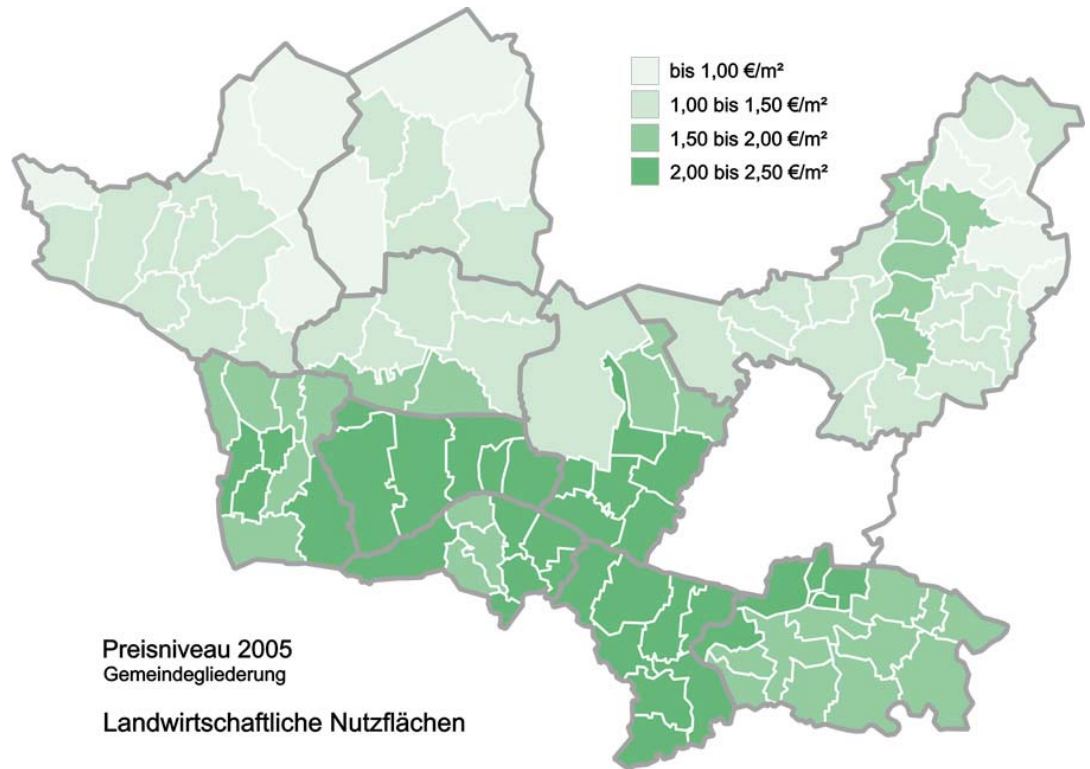 bis 1,00 €/m²
1,00 bis 1,50 €/m²
1,50 bis 2,00 €/m²
2,00 bis 2,50 €/m²
Preisniveau 2005
Gemeindegliederung
Landwirtschaftliche Nutzflächen